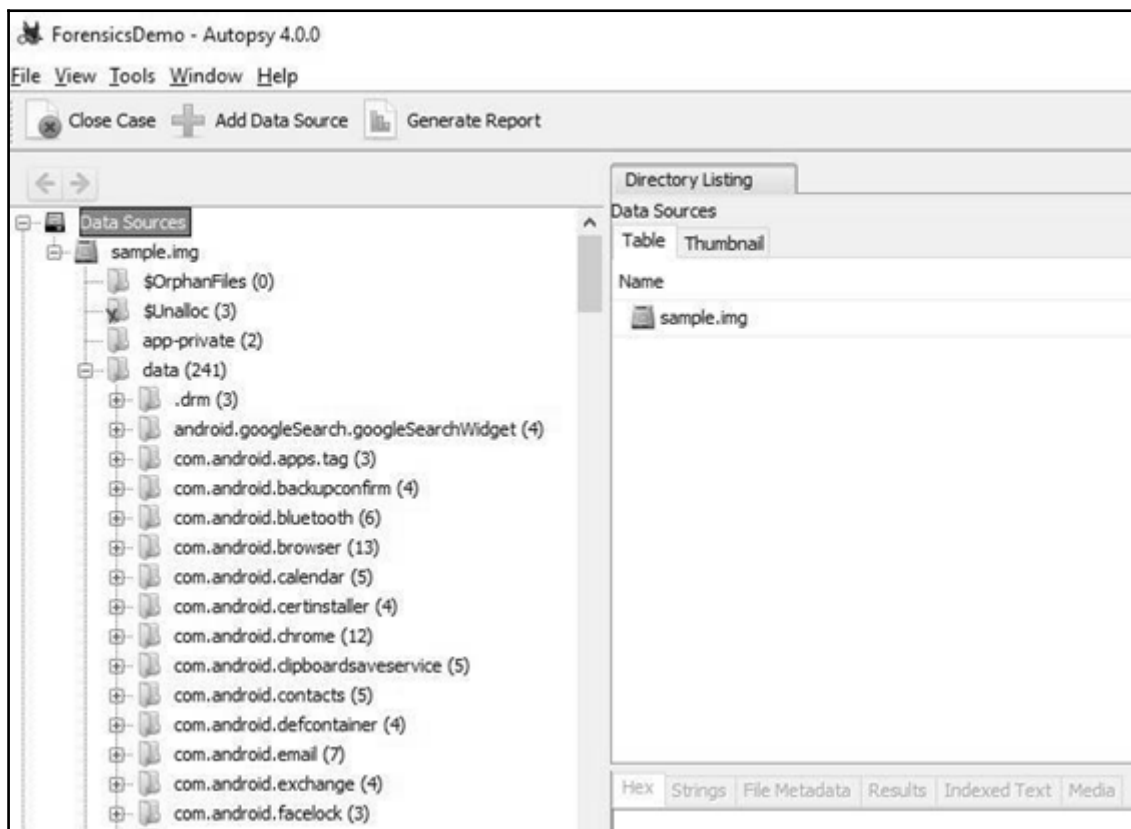 ForensicsDemo - Autopsy 4.0.0
File View Tools Window Help
Close Case Add Data Source Generate Report
Data Sources
sample.img
$OrphanFiles (0)
$Unalloc (3)
app-private (2)
data (241)
.drm (3)
android.googleSearch.googleSearchWidget (4)
com.android.apps.tag (3)
com.android.backupconfirm (4)
com.android.bluetooth (6)
com.android.browser (13)
com.android.calendar (5)
com.android.certinstaller (4)
com.android.chrome (12)
com.android.clipboardsaveservice (5)
com.android.contacts (5)
com.android.defcontainer (4)
com.android.email (7)
com.android.exchange (4)
com.android.facelock (3)
Directory Listing
Data Sources
Table Thumbnail
Name
sample.img
Hex Strings File Metadata Results Indexed Text Media